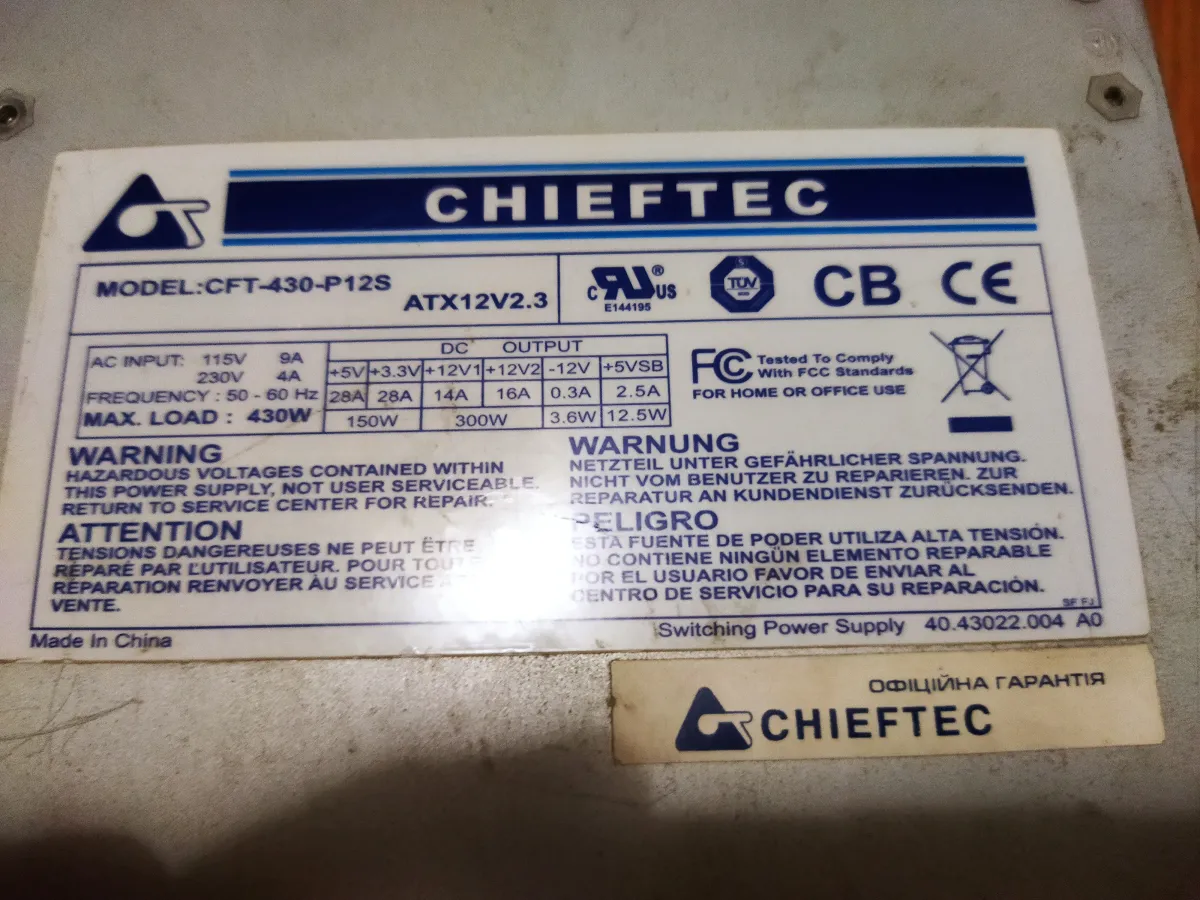 CHIEFTEC
MODEL:CFT-430-P12S
ATX12V2.3
c RU® US
E144195
S
TÜV
CB CE
AC INPUT: 115V 9A
230V 4A
FREQUENCY : 50 - 60 Hz
MAX. LOAD : 430W
DC OUTPUT
+5V +3.3V +12V1 +12V2 -12V +5VSB
28A 28A 14A 16A 0.3A 2.5A
150W 300W 3.6W 12.5W
FCC Tested To Comply
With FCC Standards
FOR HOME OR OFFICE USE
WARNING
HAZARDOUS VOLTAGES CONTAINED WITHIN
THIS POWER SUPPLY, NOT USER SERVICEABLE.
RETURN TO SERVICE CENTER FOR REPAIR.
ATTENTION
TENSIONS DANGEREUSES NE PEUT ÊTRE
RÉPARÉ PAR L'UTILISATEUR. POUR TOUTE
RÉPARATION RENVOYER ÀU SERVICE
VENTE.
WARNUNG
NETZTEIL UNTER GEFÄHRLICHER SPANNUNG.
NICHT VOM BENUTZER ZU REPARIEREN. ZUR
REPARATUR AN KUNDENDIENST ZURÜCKSENDEN.
PELIGRO
ESTA FUENTE DE PODER UTILIZA ALTA TENSIÓN.
NO CONTIENE NINGÚN ELEMENTO REPARABLE
POR EL USUARIO FAVOR DE ENVIAR AL
CENTRO DE SERVICIO PARA SU REPARACIÓN.
SF FJ
Made In China
Switching Power Supply 40.43022.004 A0
ОФІЦІЙНА ГАРАНТІЯ
CHIEFTEC